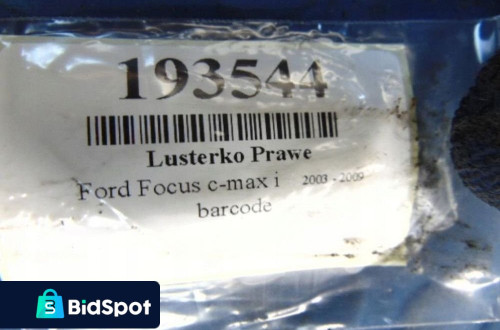 193544
Lusterko Prawe
Ford Focus c-max i 2003 - 2009
barcode
BidSpot